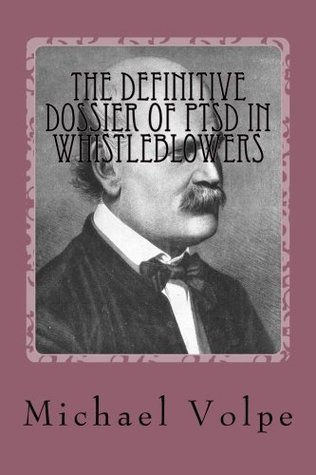 THE DEFINITIVE
DOSSIER OF PTSD IN
WHISTLEBLOWERS
Michael Volpe